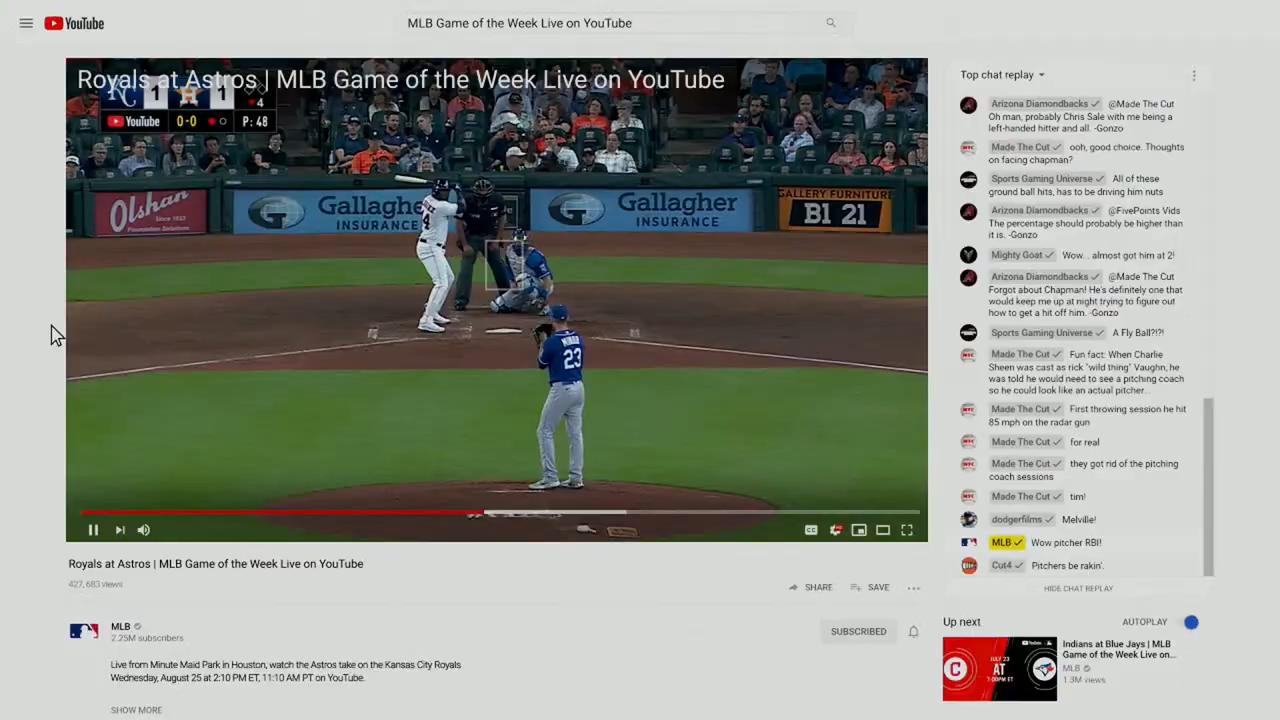 YouTube
MLB Game of the Week Live on YouTube
Royals at Astros | MLB Game of the Week Live on YouTube
1
1
4
YouTube
0-0
P: 48
Olshan
Since 1933
Foundation Solutions
Gallagher
INSURANCE
Gallagher
INSURANCE
GALLERY FURNITURE
B1 21
4
MINOR
23
Royals at Astros | MLB Game of the Week Live on YouTube
427,683 views
SHARE
SAVE
MLB
2.25M subscribers
SUBSCRIBED
Live from Minute Maid Park in Houston, watch the Astros take on the Kansas City Royals
Wednesday, August 25 at 2:10 PM ET, 11:10 AM PT on YouTube.
SHOW MORE
Top chat replay
Arizona Diamondbacks @Made The Cut
Oh man, probably Chris Sale with me being a
left-handed hitter and all. -Gonzo
Made The Cut ooh, good choice. Thoughts
on facing chapman?
Sports Gaming Universe All of these
ground ball hits, has to be driving him nuts
Arizona Diamondbacks @FivePoints Vids
The percentage should probably be higher than
it is. -Gonzo
Mighty Goat Wow... almost got him at 2!
Arizona Diamondbacks @Made The Cut
Forgot about Chapman! He's definitely one that
would keep me up at night trying to figure out
how to get a hit off him. -Gonzo
Sports Gaming Universe A Fly Ball?!?!
Made The Cut Fun fact: When Charlie
Sheen was cast as rick "wild thing" Vaughn, he
was told he would need to see a pitching coach
so he could look like an actual pitcher...
Made The Cut First throwing session he hit
85 mph on the radar gun
Made The Cut for real
Made The Cut they got rid of the pitching
coach sessions
Made The Cut tim!
dodgerfilms Melville!
MLB Wow pitcher RBI!
Cut4 Pitchers be rakin'.
HIDE CHAT REPLAY
Up next
AUTOPLAY
JULY 23
AT
7:00PM ET
YouTube
Indians at Blue Jays | MLB
Game of the Week Live on...
MLB
1.3M views